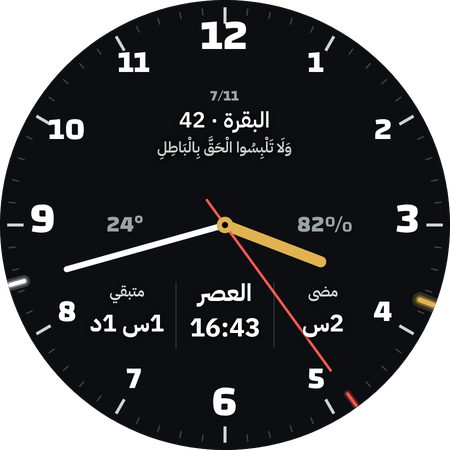 12
11
1
7/11
البقرة · 42
10
2
وَلَا تَلْبِسُوا الْحَقَّ بِالْبَاطِلِ
9
24°
82%
3
متبقي
العصر
مضى
8
1س 1د
16:43
2س
4
7
5
6